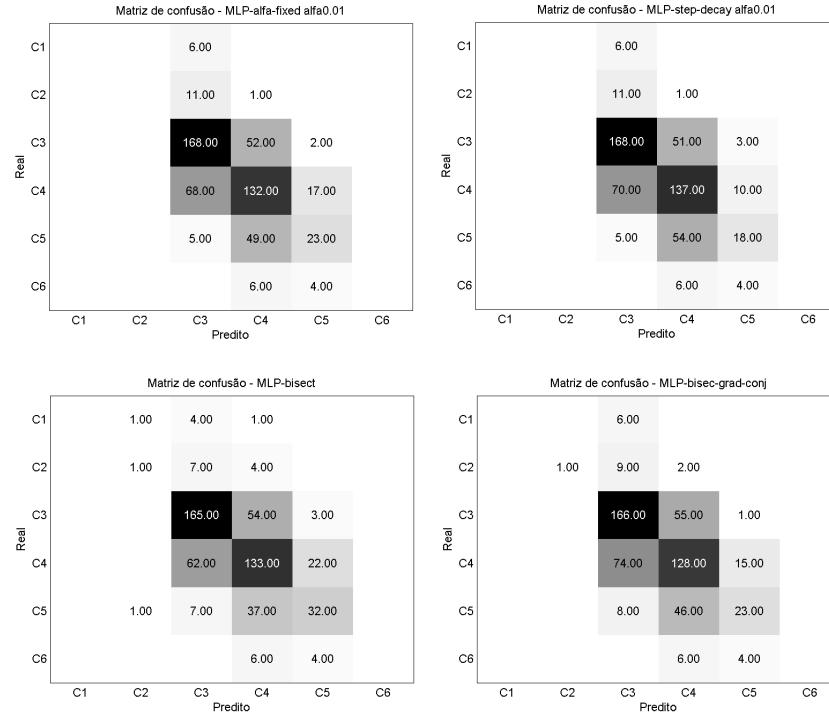 Matriz de confusão - MLP-alfa-fixed alfa0.01
C1 6.00
C2 11.00 1.00
C3 168.00 52.00 2.00
Real
C4 68.00 132.00 17.00
C5 5.00 49.00 23.00
C6 6.00 4.00
C1 C2 C3 C4 C5 C6
Predito
Matriz de confusão - MLP-step-decay alfa0.01
C1 6.00
C2 11.00 1.00
C3 168.00 51.00 3.00
Real
C4 70.00 137.00 10.00
C5 5.00 54.00 18.00
C6 6.00 4.00
C1 C2 C3 C4 C5 C6
Predito
Matriz de confusão - MLP-bisect
C1 1.00 4.00 1.00
C2 1.00 7.00 4.00
C3 165.00 54.00 3.00
Real
C4 62.00 133.00 22.00
C5 1.00 7.00 37.00 32.00
C6 6.00 4.00
C1 C2 C3 C4 C5 C6
Predito
Matriz de confusão - MLP-bisec-grad-conj
C1 6.00
C2 1.00 9.00 2.00
C3 166.00 55.00 1.00
Real
C4 74.00 128.00 15.00
C5 8.00 46.00 23.00
C6 6.00 4.00
C1 C2 C3 C4 C5 C6
Predito